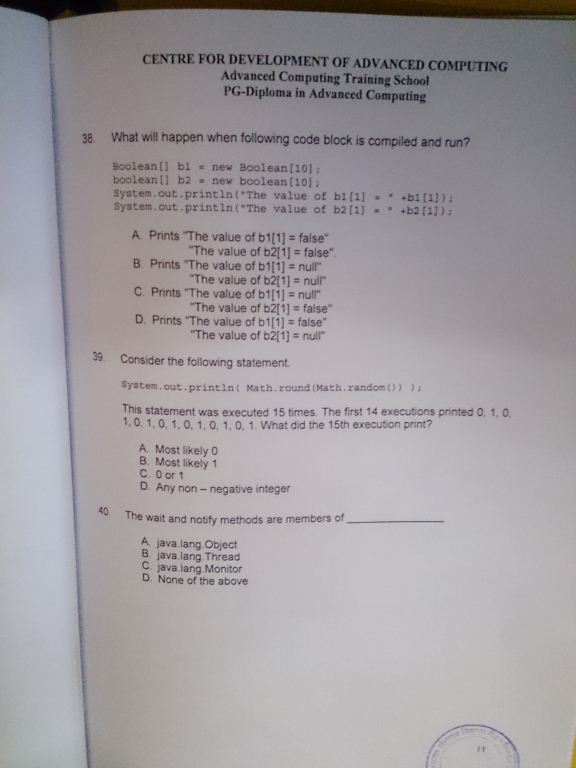 CENTRE FOR DEVELOPMENT OF ADVANCED COMPUTING
Advanced Computing Training School
PG-Diploma in Advanced Computing
38. What will happen when following code block is compiled and run?
Boolean[] b1 = new Boolean[10];
boolean[] b2 = new boolean[10];
System.out.println("The value of b1[1] = " +b1[1]);
System.out.println("The value of b2[1] = " +b2[1]);
A. Prints "The value of b1[1] = false"
"The value of b2[1] = false".
B. Prints "The value of b1[1] = null"
"The value of b2[1] = null"
C. Prints "The value of b1[1] = null"
"The value of b2[1] = false"
D. Prints "The value of b1[1] = false"
"The value of b2[1] = null"
39. Consider the following statement.
System.out.println( Math.round(Math.random()) );
This statement was executed 15 times. The first 14 executions printed 0, 1, 0,
1, 0, 1, 0, 1, 0, 1, 0, 1, 0, 1. What did the 15th execution print?
A. Most likely 0
B. Most likely 1
C. 0 or 1
D. Any non – negative integer
40. The wait and notify methods are members of ____________
A. java.lang.Object
B. java.lang.Thread
C. java.lang.Monitor
D. None of the above